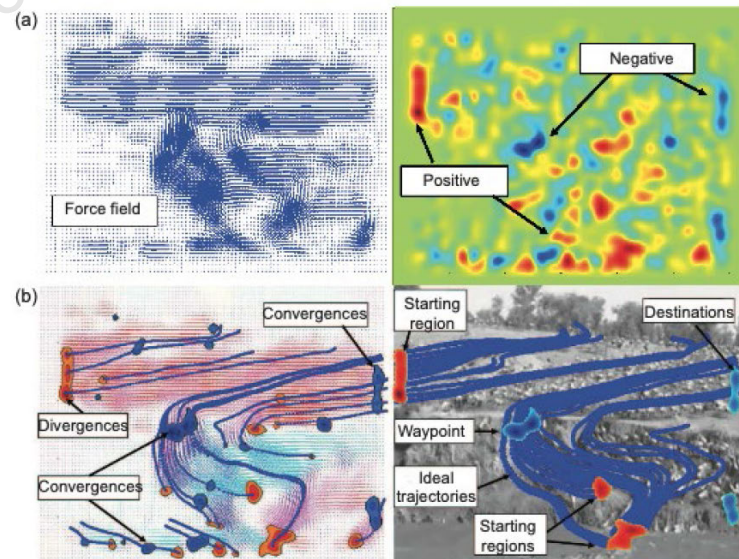 (a)
Force field
Negative
Positive
(b)
Convergences
Divergences
Convergences
Starting
region
Destinations
Waypoint
Ideal
trajectories
Starting
regions